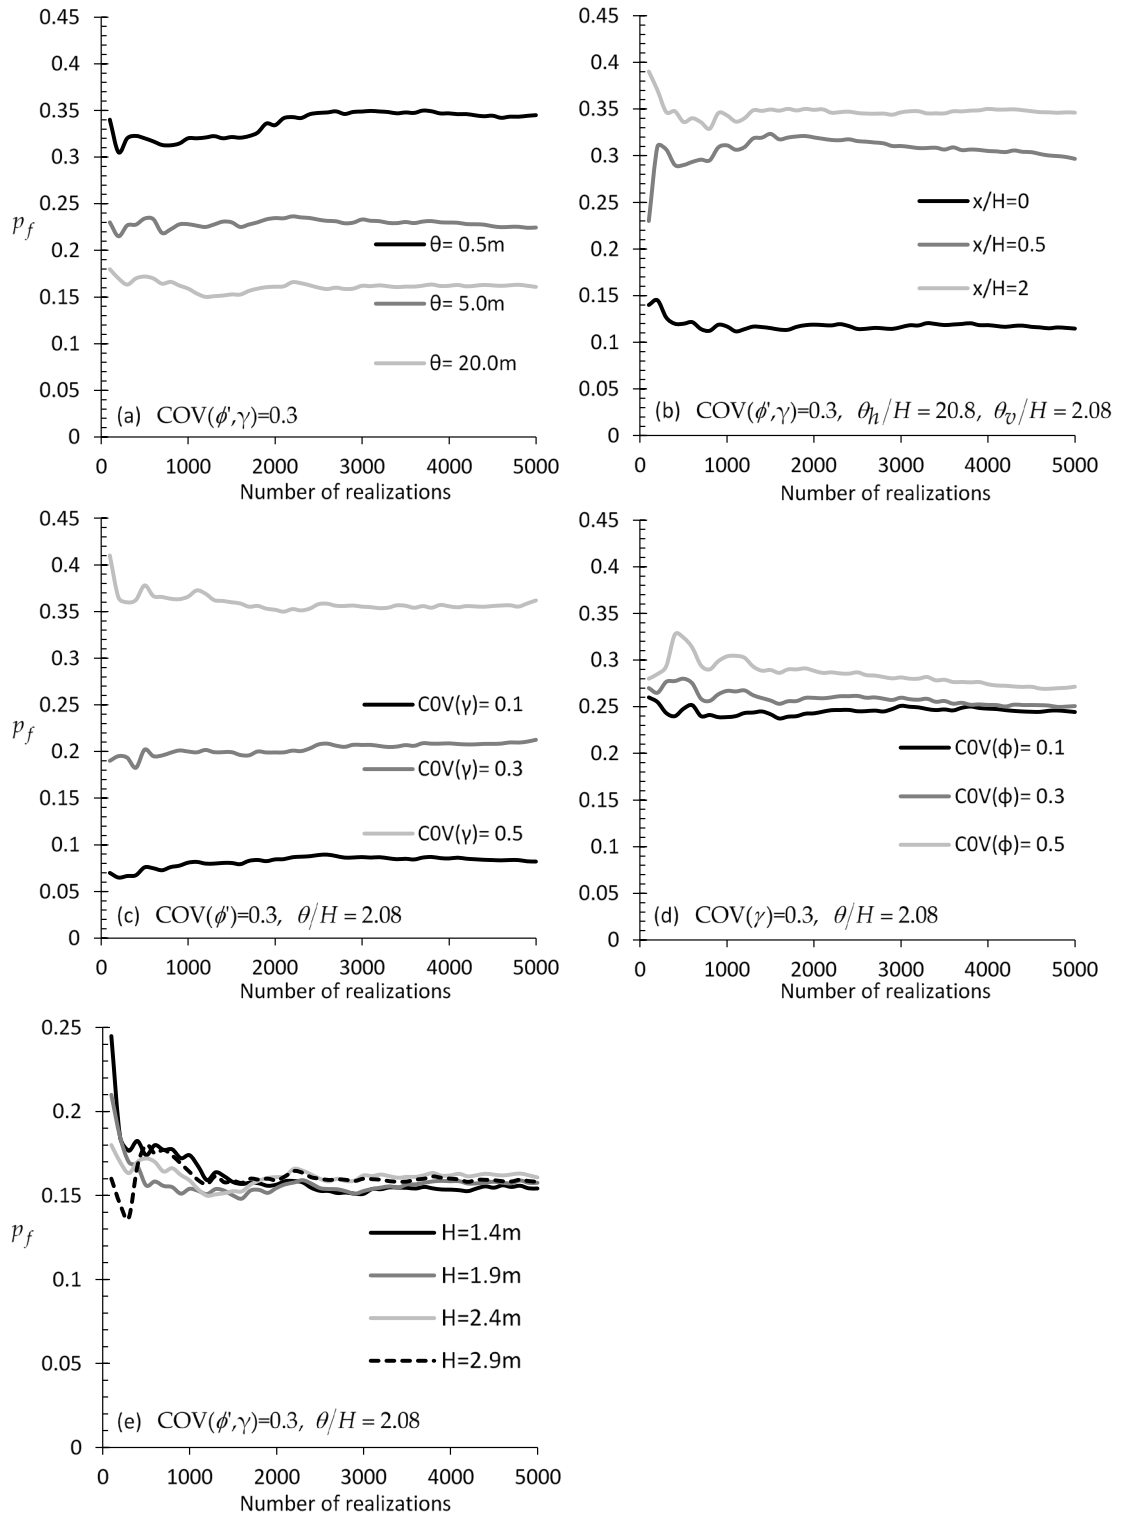 0.45
0.4
0.35
0.3
0.25
0.2
0.15
0.1
0.05
0
p_f
θ= 0.5m
θ= 5.0m
θ= 20.0m
(a) COV(ϕ',γ)=0.3
0 1000 2000 3000 4000 5000
Number of realizations
0.45
0.4
0.35
0.3
0.25
0.2
0.15
0.1
0.05
0
x/H=0
x/H=0.5
x/H=2
(b) COV(ϕ',γ)=0.3, θ_h/H = 20.8, θ_v/H = 2.08
0 1000 2000 3000 4000 5000
Number of realizations
0.45
0.4
0.35
0.3
0.25
0.2
0.15
0.1
0.05
0
p_f
C0V(γ)= 0.1
C0V(γ)= 0.3
C0V(γ)= 0.5
(c) COV(ϕ')=0.3, θ/H = 2.08
0 1000 2000 3000 4000 5000
Number of realizations
0.45
0.4
0.35
0.3
0.25
0.2
0.15
0.1
0.05
0
C0V(ϕ)= 0.1
C0V(ϕ)= 0.3
C0V(ϕ)= 0.5
(d) COV(γ)=0.3, θ/H = 2.08
0 1000 2000 3000 4000 5000
Number of realizations
0.25
0.2
0.15
0.1
0.05
0
p_f
H=1.4m
H=1.9m
H=2.4m
H=2.9m
(e) COV(ϕ',γ)=0.3, θ/H = 2.08
0 1000 2000 3000 4000 5000
Number of realizations